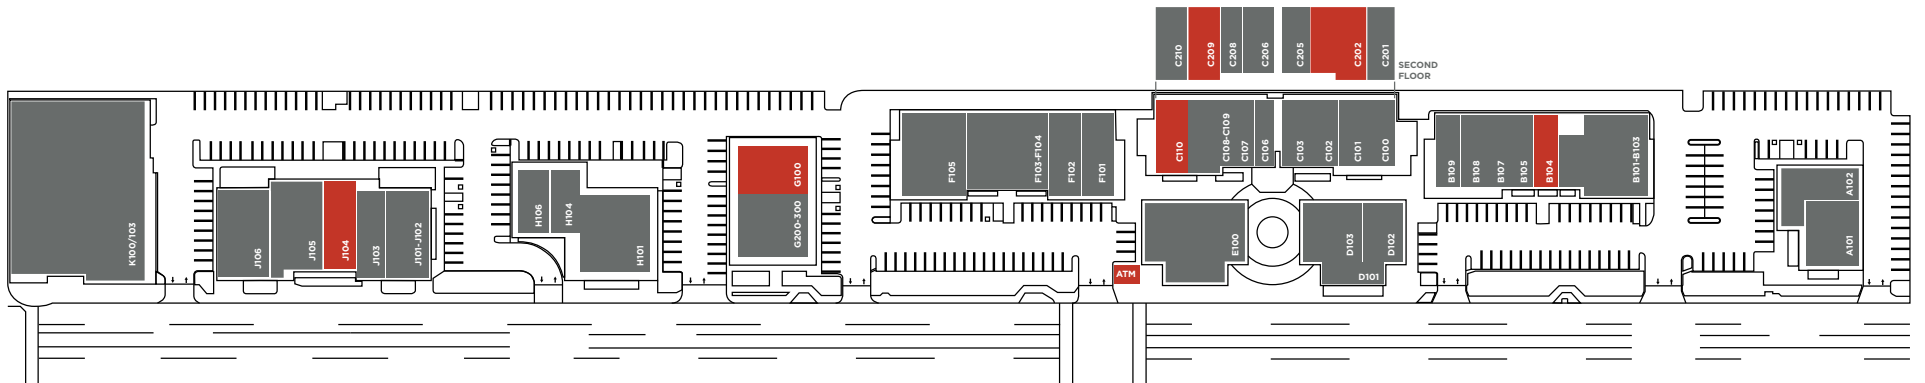 C210
C209
C208
C206
C205
C202
C201
SECOND
FLOOR
K100/103
J106
J105
J104
J103
J101-J102
H106
H104
H101
G100
G200-300
F105
F103-F104
F102
F101
C110
C108-C109
C107
C106
C103
C102
C101
C100
E100
ATM
D103
D102
D101
B109
B108
B107
B105
B104
B101-B103
A102
A101